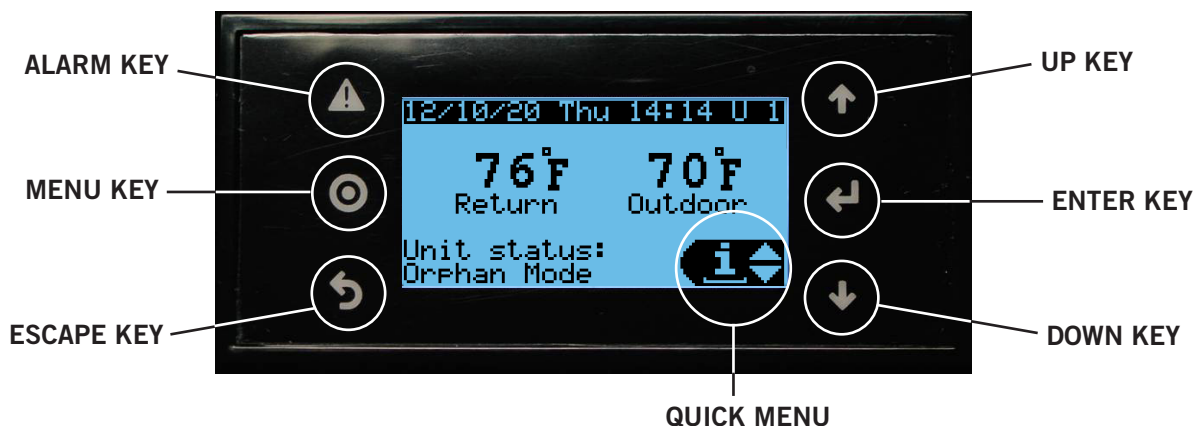 ALARM KEY
MENU KEY
ESCAPE KEY
12/10/20 Thu 14:14 U 1
76°F 70°F
Return Outdoor
Unit status:
Orphan Mode
i
UP KEY
ENTER KEY
DOWN KEY
QUICK MENU